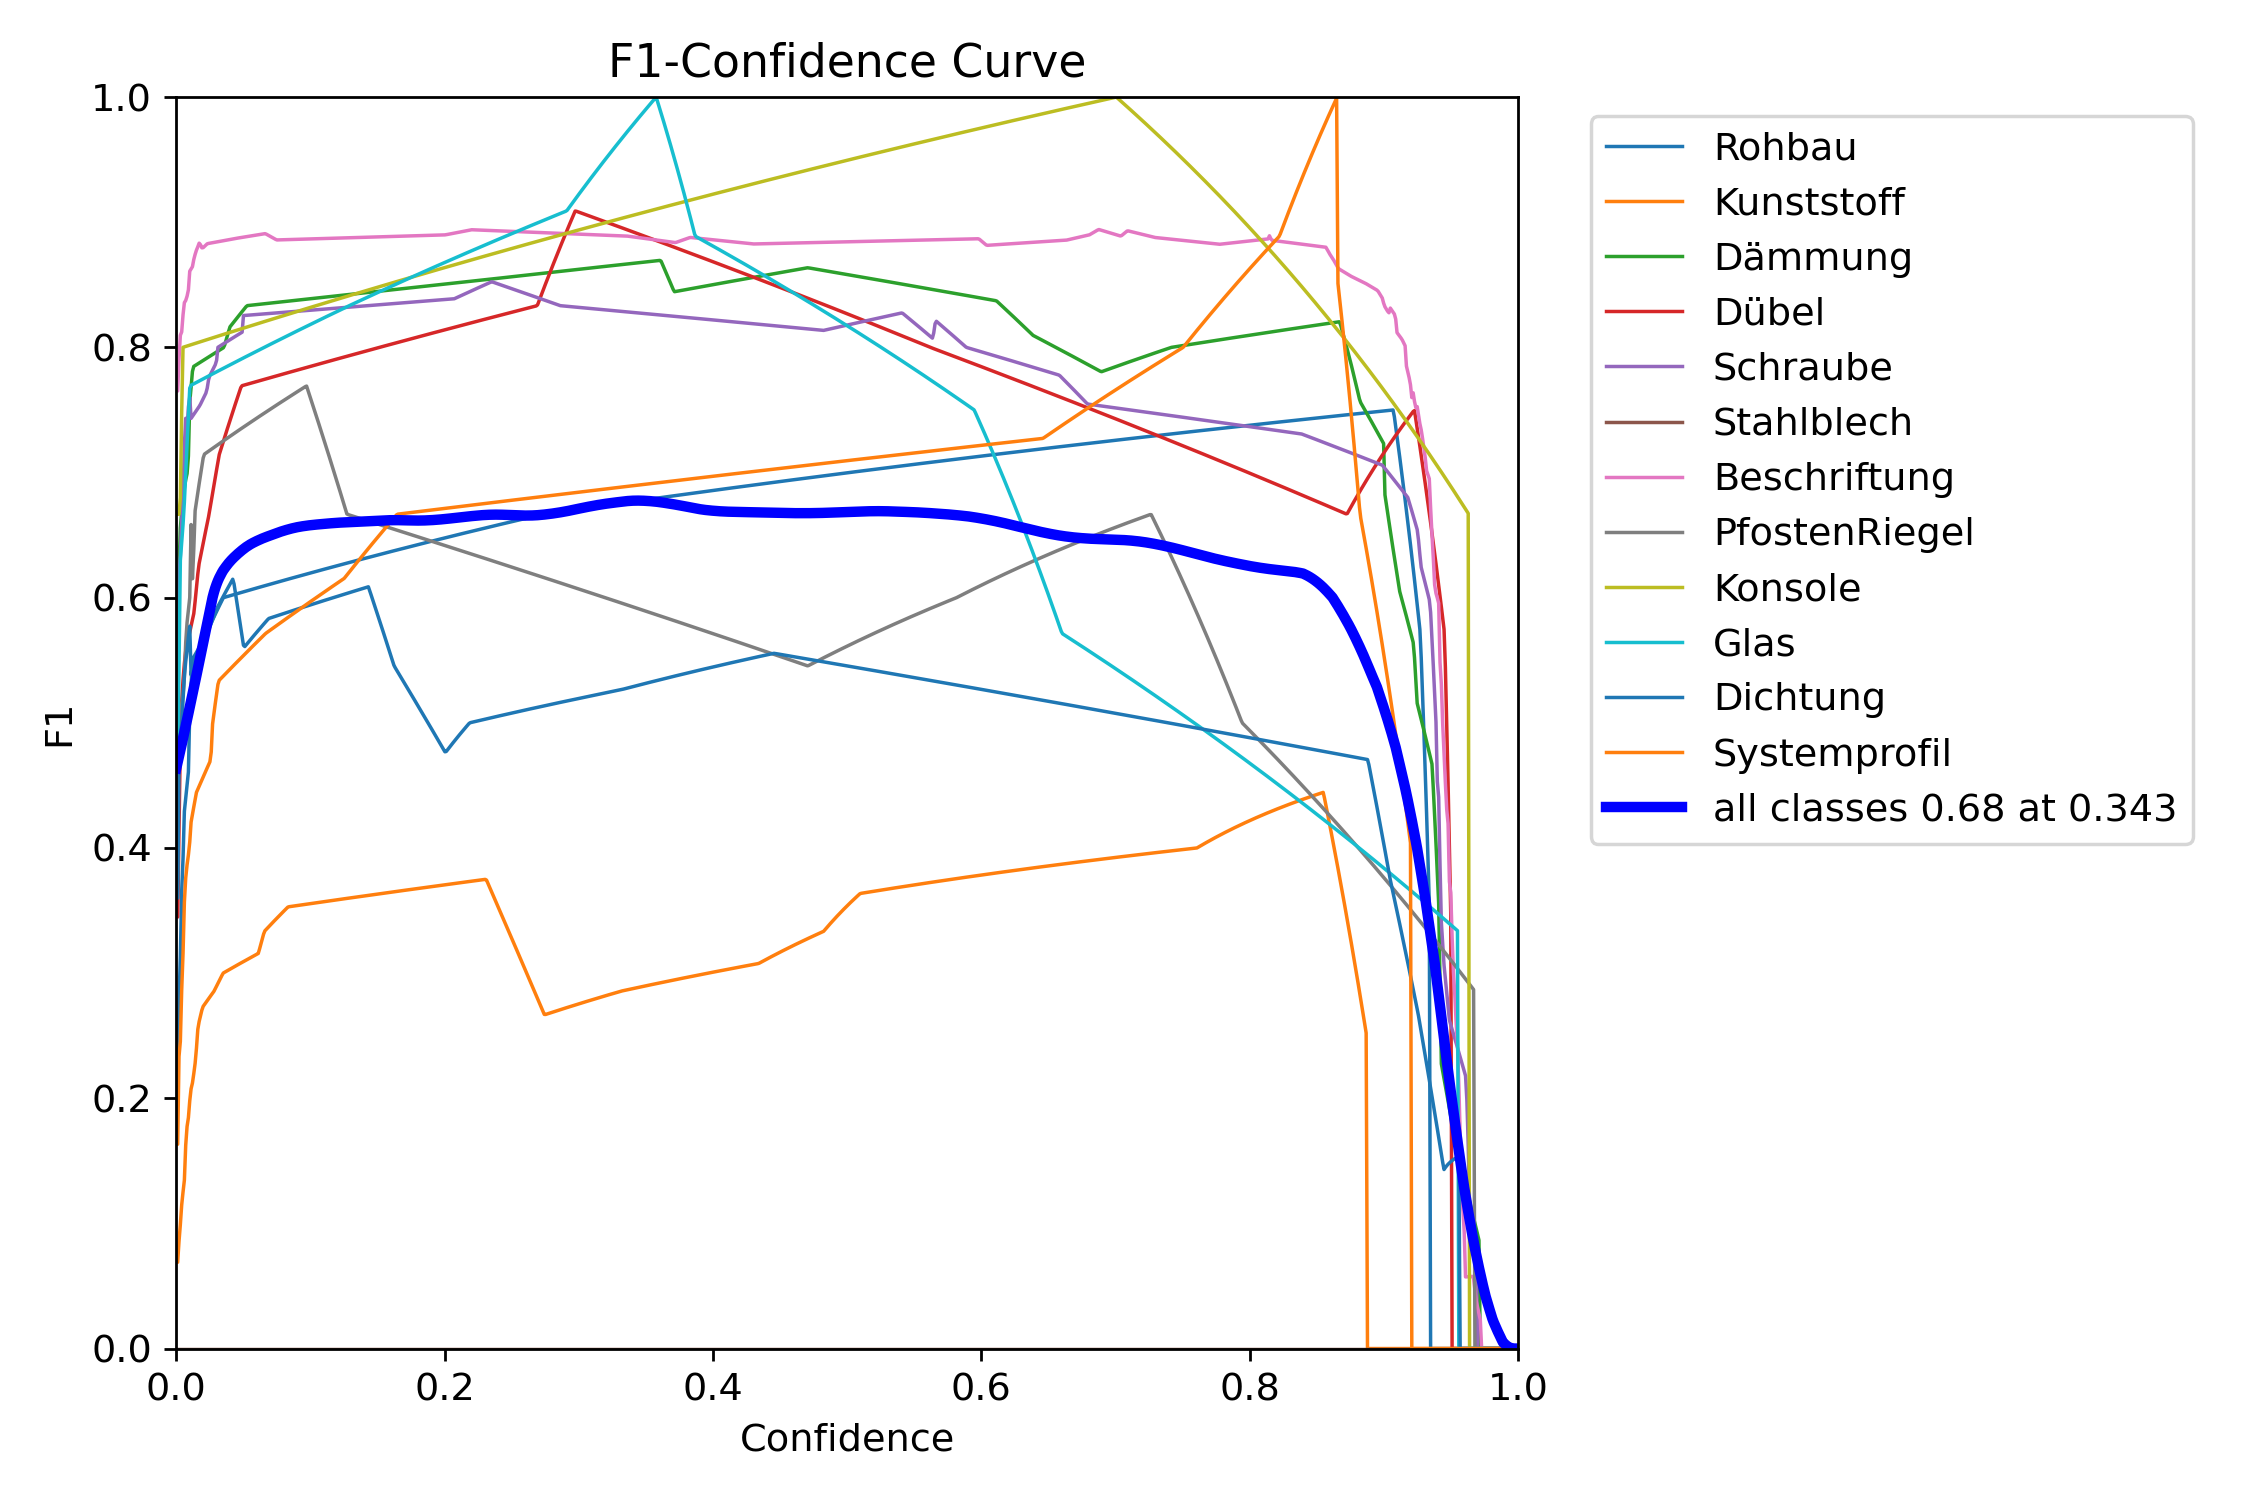 F1-Confidence Curve
1.0
0.8
0.6
0.4
0.2
0.0
F1
0.0 0.2 0.4 0.6 0.8 1.0
Confidence
Rohbau
Kunststoff
Dämmung
Dübel
Schraube
Stahlblech
Beschriftung
PfostenRiegel
Konsole
Glas
Dichtung
Systemprofil
all classes 0.68 at 0.343